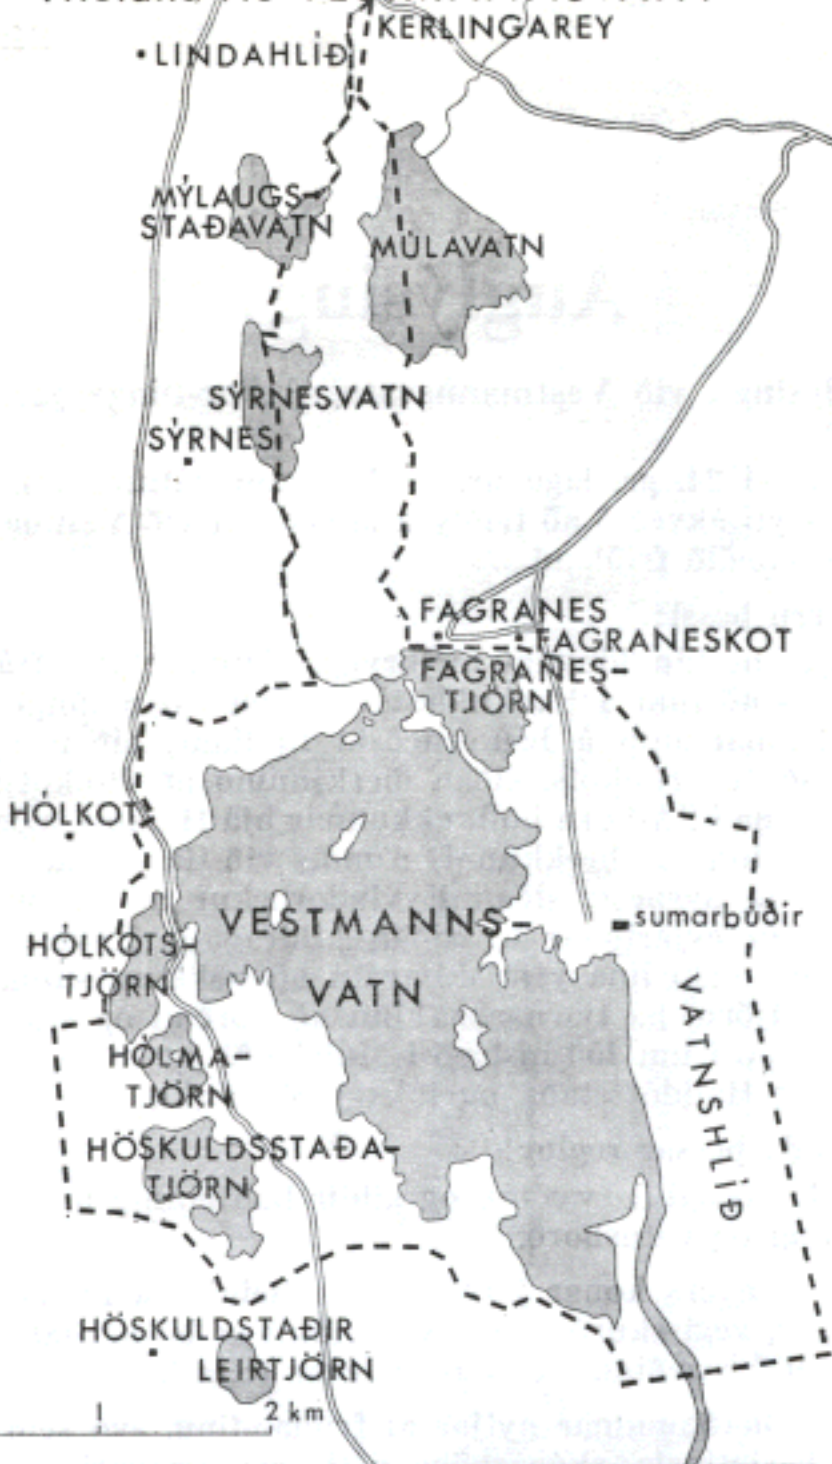 KERLINGAREY
LINDAHLÍÐ
MÝLAUGS-
STAÐAVATN
MÚLAVATN
SÝRNESVATN
SÝRNES
FAGRANES
FAGRANESKOT
FAGRANES-
TJÖRN
HÓLKOT
VESTMANNS-
VATN
sumarbúðir
HÓLKOTS-
TJÖRN
VATNSHLÍÐ
HÓLMA-
TJÖRN
HÖSKULDSSTAÐA-
TJÖRN
HÖSKULDSTAÐIR
LEIRTJÖRN
1 2 km